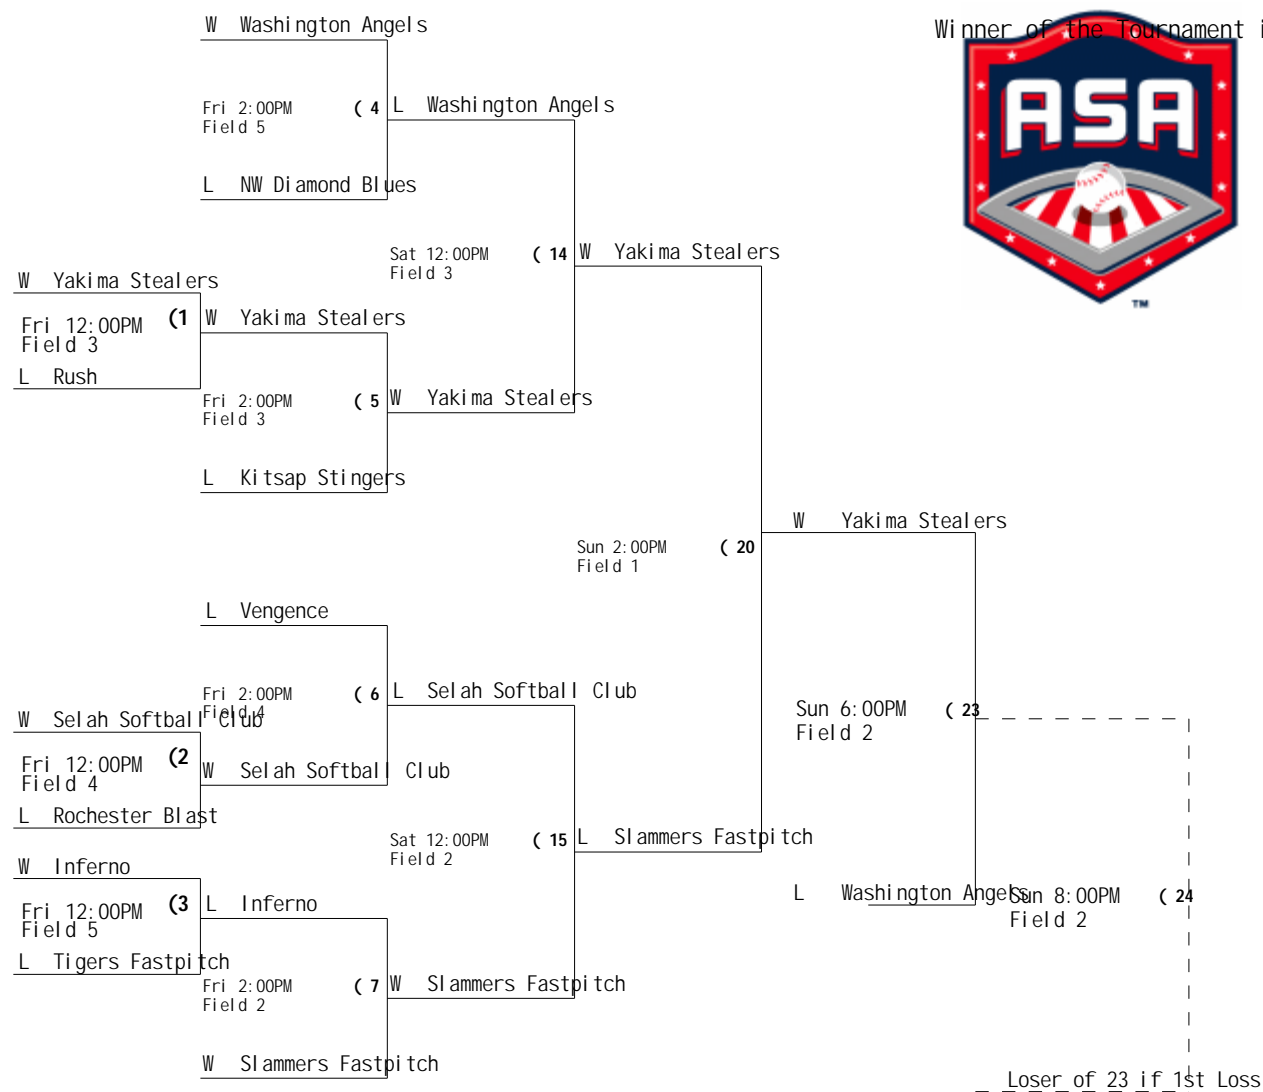 W Washington Angels
Winner of the Tournament i
ASA
TM
Fri 2:00PM (4
Field 5
L Washington Angels
L NW Diamond Blues
Sat 12:00PM (14
Field 3
W Yakima Stealers
W Yakima Stealers
Fri 12:00PM (1
Field 3
W Yakima Stealers
L Rush
Fri 2:00PM (5
Field 3
W Yakima Stealers
L Kitsap Stingers
W Yakima Stealers
Sun 2:00PM (20
Field 1
L Vengence
Fri 2:00PM (6
Field 4
L Selah Softball Club
W Selah Softball Club
Sun 6:00PM (23
Field 2
Fri 12:00PM (2
Field 4
W Selah Softball Club
L Rochester Blast
Sat 12:00PM (15
Field 2
L Slammers Fastpitch
W Inferno
Fri 12:00PM (3
Field 5
L Inferno
L Washington Angels
Sun 8:00PM (24
Field 2
L Tigers Fastpitch
Fri 2:00PM (7
Field 2
W Slammers Fastpitch
W Slammers Fastpitch
Loser of 23 if 1st Loss